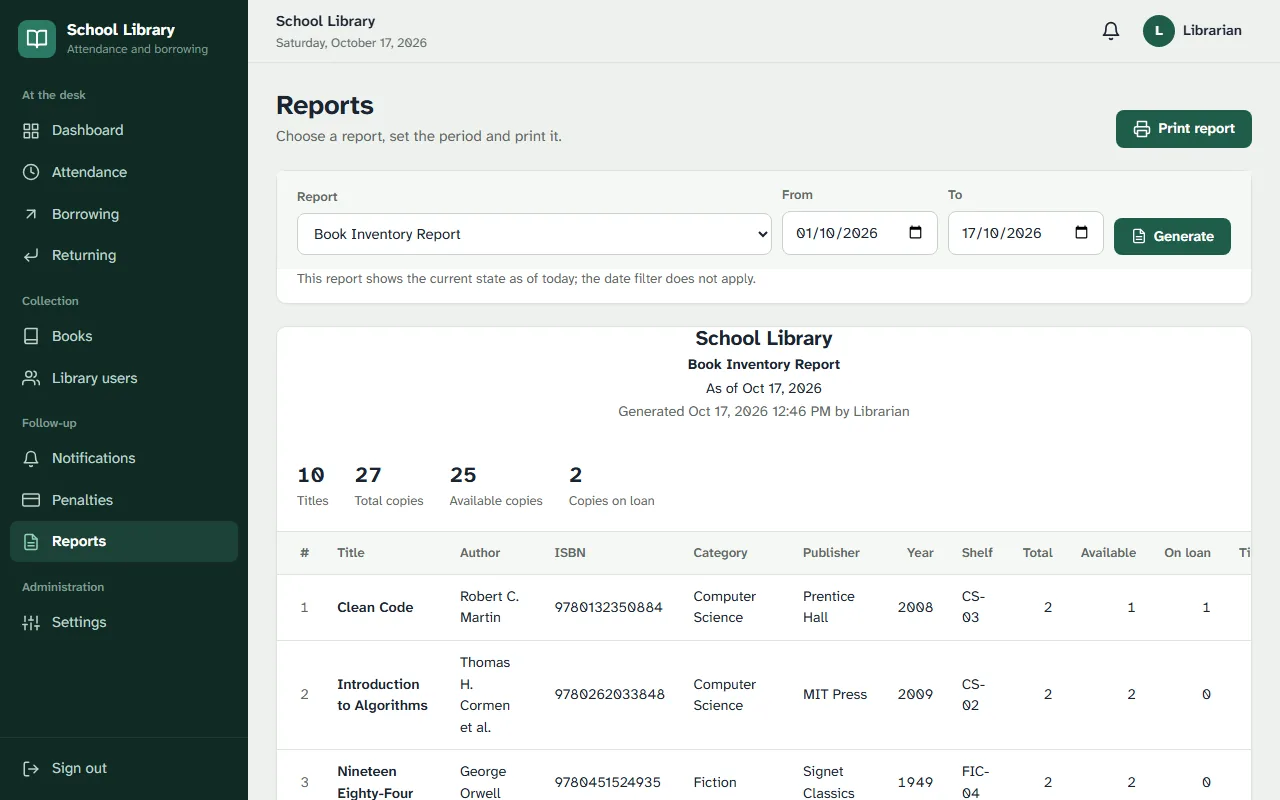 School Library
Attendance and borrowing
At the desk
Dashboard
Attendance
Borrowing
Returning
Collection
Books
Library users
Follow-up
Notifications
Penalties
Reports
Administration
Settings
Sign out
School Library
Saturday, October 17, 2026
L Librarian
Reports
Choose a report, set the period and print it.
Print report
Report From To
Book Inventory Report 01/10/2026 17/10/2026 Generate
This report shows the current state as of today; the date filter does not apply.
School Library
Book Inventory Report
As of Oct 17, 2026
Generated Oct 17, 2026 12:46 PM by Librarian
10 27 25 2
Titles Total copies Available copies Copies on loan
# Title Author ISBN Category Publisher Year Shelf Total Available On loan Ti
1 Clean Code Robert C. Martin 9780132350884 Computer Science Prentice Hall 2008 CS-03 2 1 1
2 Introduction to Algorithms Thomas H. Cormen et al. 9780262033848 Computer Science MIT Press 2009 CS-02 2 2 0
3 Nineteen Eighty-Four George Orwell 9780451524935 Fiction Signet Classics 1949 FIC-04 2 2 0